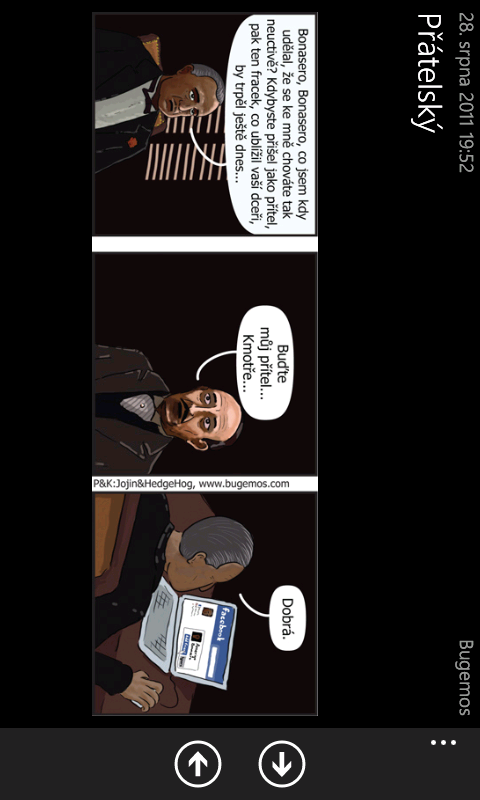 28. srpna 2011 19:52
Bugemos
Přátelský
Bonasero, Bonasero, co jsem kdy
udělal, že se ke mně chováte tak
neuctivě? Kdybyste přišel jako přítel,
pak ten fracek, co ublížil vaší dceři,
by trpěl ještě dnes...
Buďte
můj přítel...
Kmotře...
P&K:Jojin&HedgeHog, www.bugemos.com
Dobrá.
facebook